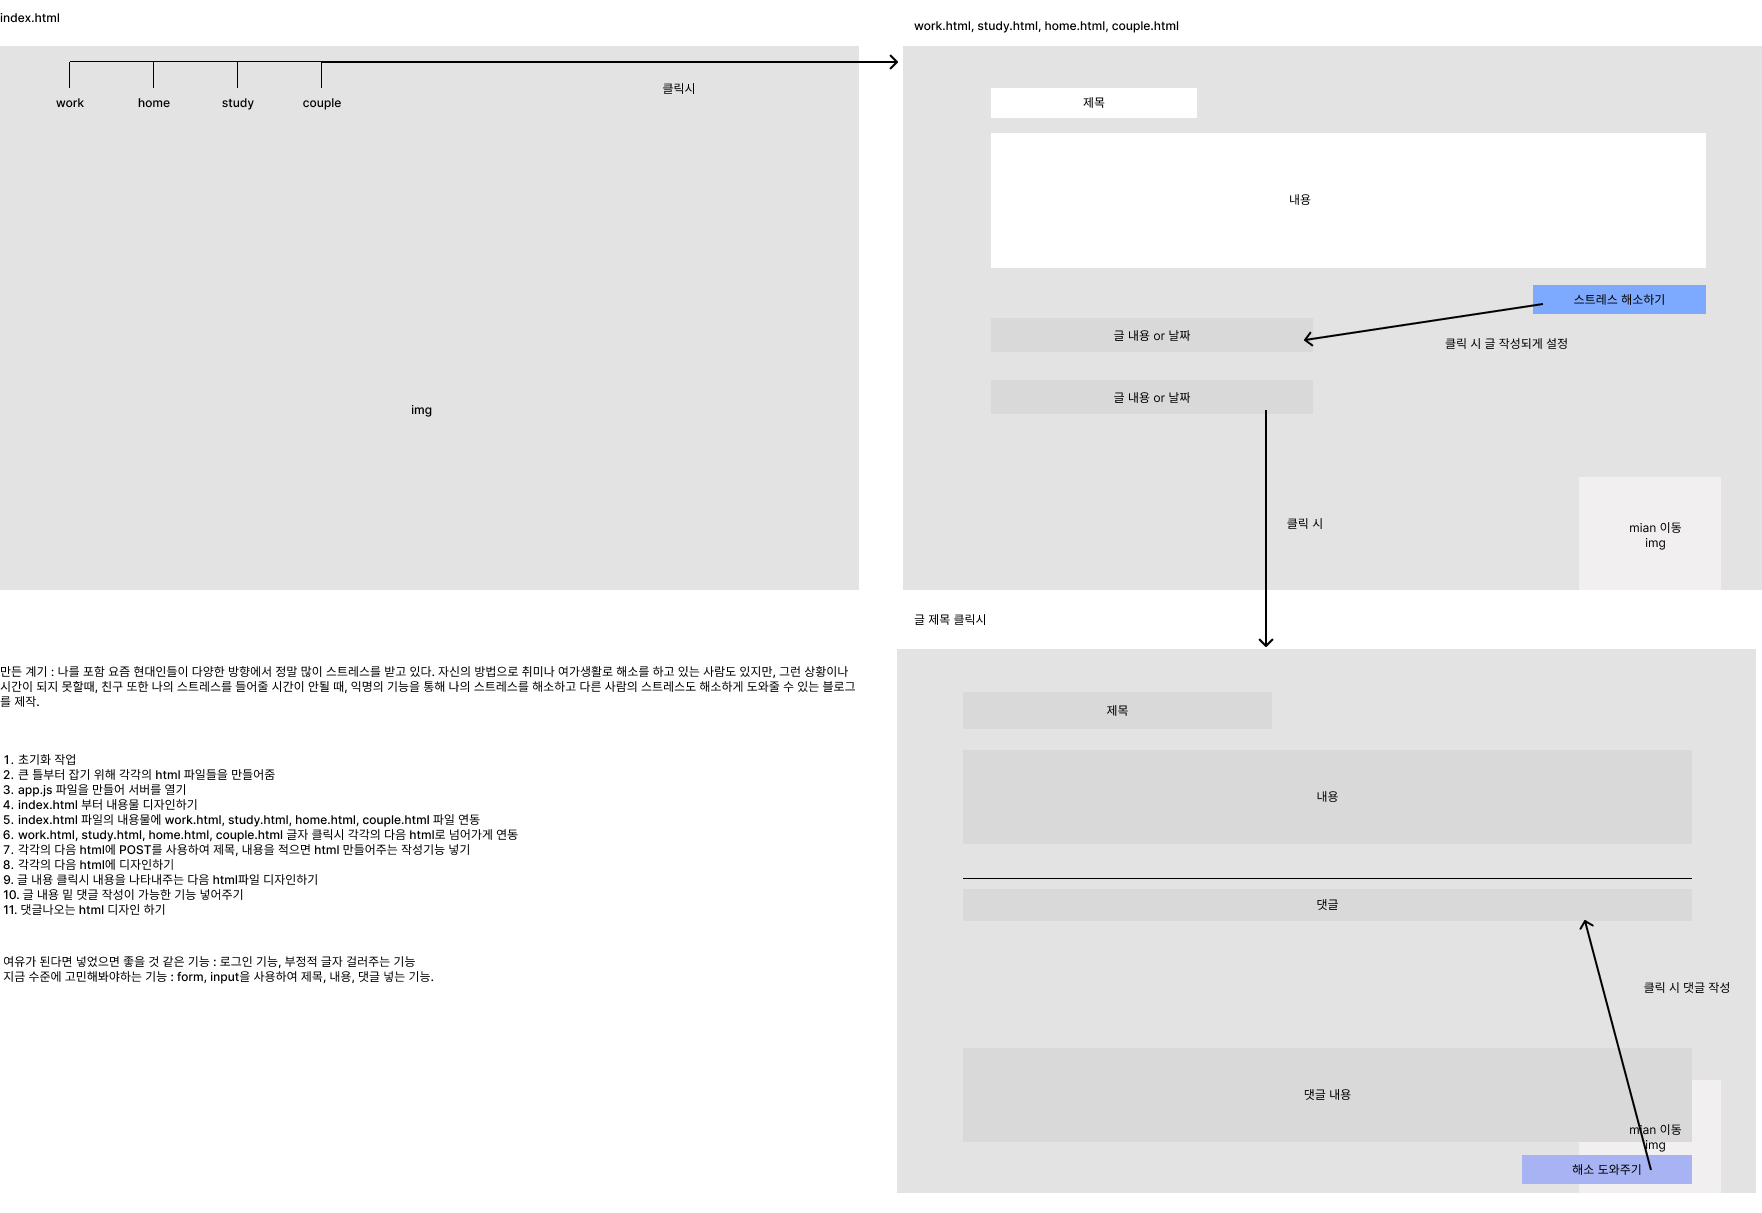 index.html
work
home
study
couple
클릭시
img
work.html, study.html, home.html, couple.html
제목
내용
스트레스 해소하기
글 내용 or 날짜
클릭 시 글 작성되게 설정
글 내용 or 날짜
클릭 시
mian 이동
img
글 제목 클릭시
제목
내용
댓글
클릭 시 댓글 작성
댓글 내용
mian 이동
img
해소 도와주기
만든 계기 : 나를 포함 요즘 현대인들이 다양한 방향에서 정말 많이 스트레스를 받고 있다. 자신의 방법으로 취미나 여가생활로 해소를 하고 있는 사람도 있지만, 그런 상황이나
시간이 되지 못할때, 친구 또한 나의 스트레스를 들어줄 시간이 안될 때, 익명의 기능을 통해 나의 스트레스를 해소하고 다른 사람의 스트레스도 해소하게 도와줄 수 있는 블로그
를 제작.
1. 초기화 작업
2. 큰 틀부터 잡기 위해 각각의 html 파일들을 만들어줌
3. app.js 파일을 만들어 서버를 열기
4. index.html 부터 내용물 디자인하기
5. index.html 파일의 내용물에 work.html, study.html, home.html, couple.html 파일 연동
6. work.html, study.html, home.html, couple.html 글자 클릭시 각각의 다음 html로 넘어가게 연동
7. 각각의 다음 html에 POST를 사용하여 제목, 내용을 적으면 html 만들어주는 작성기능 넣기
8. 각각의 다음 html에 디자인하기
9. 글 내용 클릭시 내용을 나타내주는 다음 html파일 디자인하기
10. 글 내용 밑 댓글 작성이 가능한 기능 넣어주기
11. 댓글나오는 html 디자인 하기
여유가 된다면 넣었으면 좋을 것 같은 기능 : 로그인 기능, 부정적 글자 걸러주는 기능
지금 수준에 고민해봐야하는 기능 : form, input을 사용하여 제목, 내용, 댓글 넣는 기능.